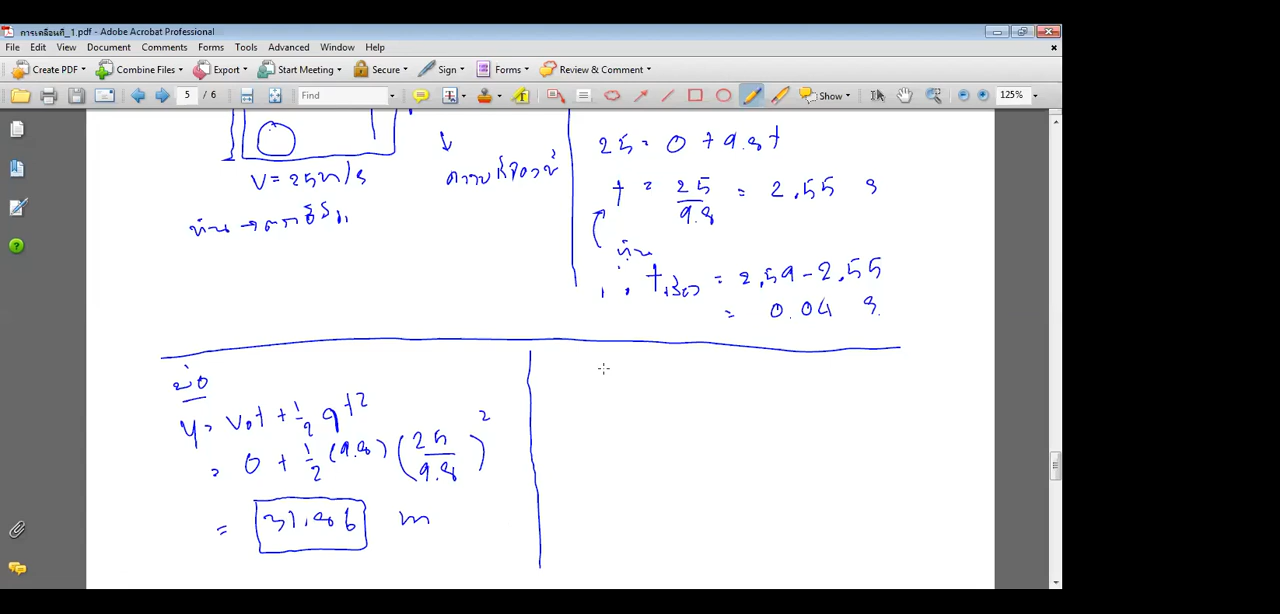 การเคลื่อนที่_1.pdf - Adobe Acrobat Professional
File Edit View Document Comments Forms Tools Advanced Window Help
Create PDF Combine Files Export Start Meeting Secure Sign Forms Review & Comment
5 / 6 Find Show 125%
V = 25m/s
25 = 0 + 9.8t
t = 25/9.8 = 2.55 s
∴ t = 2.59 - 2.55
= 0.04 s.
y = v₀t + ½ gt²
= 0 + ½ (9.8) (25/9.8)²
= 31.86 m